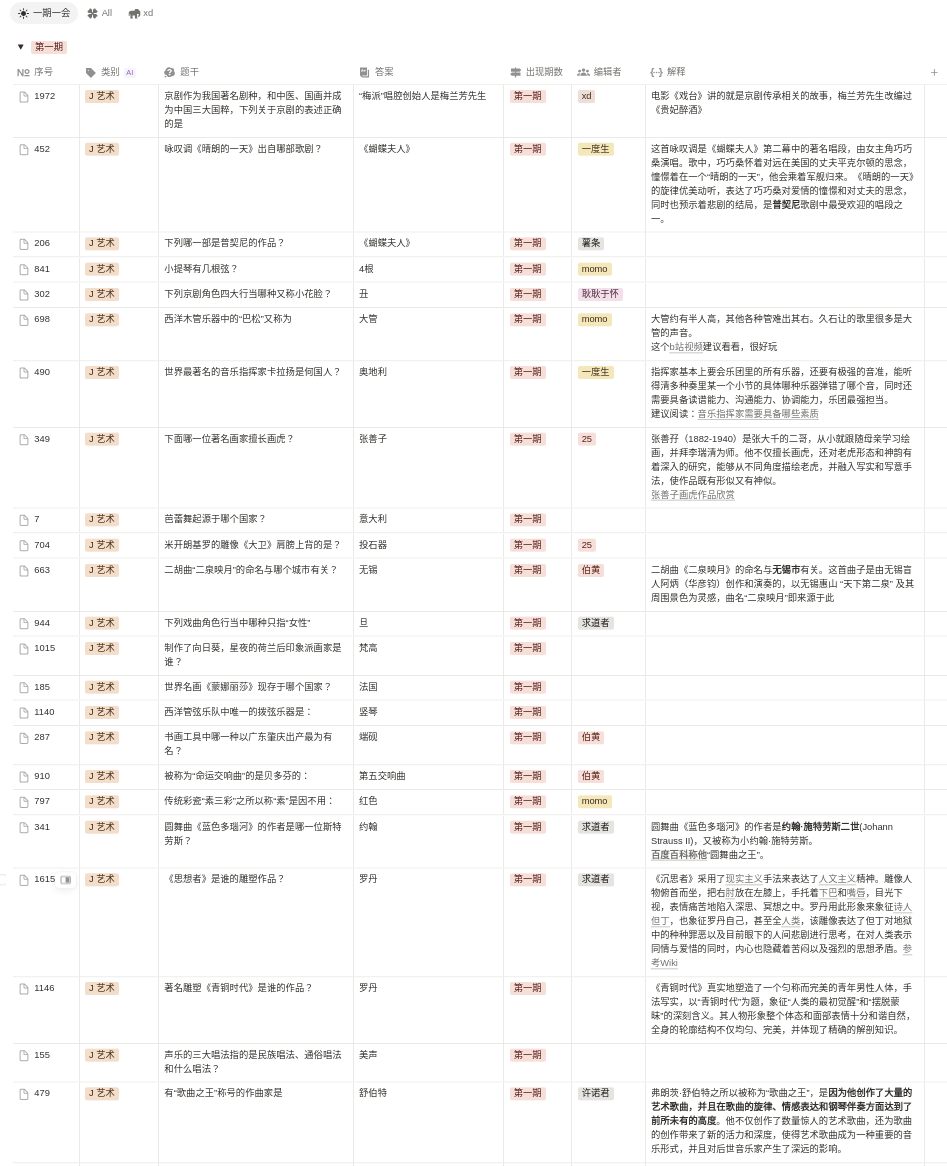 一期一会 All xd
第一期
№ 序号 类别 AI 题干 答案 出现期数 编辑者 解释
1972 J 艺术 京剧作为我国著名剧种，和中医、国画并成 "梅派"唱腔创始人是梅兰芳先生 第一期 xd 电影《戏台》讲的就是京剧传承相关的故事，梅兰芳先生改编过
为中国三大国粹，下列关于京剧的表述正确 《贵妃醉酒》
的是
452 J 艺术 咏叹调《晴朗的一天》出自哪部歌剧？ 《蝴蝶夫人》 第一期 一度生 这首咏叹调是《蝴蝶夫人》第二幕中的著名唱段，由女主角巧巧
桑演唱。歌中，巧巧桑怀着对远在美国的丈夫平克尔顿的思念，
憧憬着在一个"晴朗的一天"，他会乘着军舰归来。《晴朗的一天》
的旋律优美动听，表达了巧巧桑对爱情的憧憬和对丈夫的思念，
同时也预示着悲剧的结局，是普契尼歌剧中最受欢迎的唱段之
一。
206 J 艺术 下列哪一部是普契尼的作品？ 《蝴蝶夫人》 第一期 薯条
841 J 艺术 小提琴有几根弦？ 4根 第一期 momo
302 J 艺术 下列京剧角色四大行当哪种又称小花脸？ 丑 第一期 耿耿于怀
698 J 艺术 西洋木管乐器中的"巴松"又称为 大管 第一期 momo 大管约有半人高，其他各种管难出其右。久石让的歌里很多是大
管的声音。
这个b站视频建议看看，很好玩
490 J 艺术 世界最著名的音乐指挥家卡拉扬是何国人？ 奥地利 第一期 一度生 指挥家基本上要会乐团里的所有乐器，还要有极强的音准，能听
得清多种奏里某一个小节的具体哪种乐器弹错了哪个音，同时还
需要具备读谱能力、沟通能力、协调能力，乐团最强担当。
建议阅读：音乐指挥家需要具备哪些素质
349 J 艺术 下面哪一位著名画家擅长画虎？ 张善子 第一期 25 张善孖（1882-1940）是张大千的二哥，从小就跟随母亲学习绘
画，并拜李瑞清为师。他不仅擅长画虎，还对老虎形态和神韵有
着深入的研究，能够从不同角度描绘老虎，并融入写实和写意手
法，使作品既有形似又有神似。
张善子画虎作品欣赏
7 J 艺术 芭蕾舞起源于哪个国家？ 意大利 第一期
704 J 艺术 米开朗基罗的雕像《大卫》肩膀上背的是？ 投石器 第一期 25
663 J 艺术 二胡曲"二泉映月"的命名与哪个城市有关？ 无锡 第一期 伯黄 二胡曲《二泉映月》的命名与无锡市有关。这首曲子是由无锡盲
人阿炳（华彦钧）创作和演奏的，以无锡惠山 "天下第二泉" 及其
周围景色为灵感，曲名"二泉映月"即来源于此
944 J 艺术 下列戏曲角色行当中哪种只指"女性" 旦 第一期 求道者
1015 J 艺术 制作了向日葵，星夜的荷兰后印象派画家是 梵高 第一期
谁？
185 J 艺术 世界名画《蒙娜丽莎》现存于哪个国家？ 法国 第一期
1140 J 艺术 西洋管弦乐队中唯一的拨弦乐器是： 竖琴 第一期
287 J 艺术 书画工具中哪一种以广东肇庆出产最为有 端砚 第一期 伯黄
名？
910 J 艺术 被称为"命运交响曲"的是贝多芬的： 第五交响曲 第一期 伯黄
797 J 艺术 传统彩瓷"素三彩"之所以称"素"是因不用： 红色 第一期 momo
341 J 艺术 圆舞曲《蓝色多瑙河》的作者是哪一位斯特 约翰 第一期 求道者 圆舞曲《蓝色多瑙河》的作者是约翰·施特劳斯二世(Johann
劳斯？ Strauss II)，又被称为小约翰·施特劳斯。
百度百科称他"圆舞曲之王"。
1615 J 艺术 《思想者》是谁的雕塑作品？ 罗丹 第一期 求道者 《沉思者》采用了现实主义手法来表达了人文主义精神。雕像人
物俯首而坐，把右肘放在左膝上，手托着下巴和嘴唇，目光下
视，表情痛苦地陷入深思、冥想之中。罗丹用此形象来象征诗人
但丁，也象征罗丹自己，甚至全人类，该雕像表达了但丁对地狱
中的种种罪恶以及目前眼下的人间悲剧进行思考，在对人类表示
同情与爱惜的同时，内心也隐藏着苦闷以及强烈的思想矛盾。参
考Wiki
1146 J 艺术 著名雕塑《青铜时代》是谁的作品？ 罗丹 第一期 《青铜时代》真实地塑造了一个匀称而完美的青年男性人体，手
法写实，以"青铜时代"为题，象征"人类的最初觉醒"和"摆脱蒙
昧"的深刻含义。其人物形象整个体态和面部表情十分和谐自然，
全身的轮廓结构不仅均匀、完美，并体现了精确的解剖知识。
155 J 艺术 声乐的三大唱法指的是民族唱法、通俗唱法 美声 第一期
和什么唱法？
479 J 艺术 有"歌曲之王"称号的作曲家是 舒伯特 第一期 许诺君 弗朗茨·舒伯特之所以被称为"歌曲之王"，是因为他创作了大量的
艺术歌曲，并且在歌曲的旋律、情感表达和钢琴伴奏方面达到了
前所未有的高度。他不仅创作了数量惊人的艺术歌曲，还为歌曲
的创作带来了新的活力和深度，使得艺术歌曲成为一种重要的音
乐形式，并且对后世音乐家产生了深远的影响。